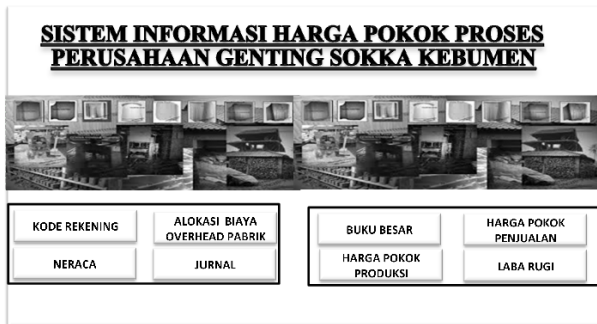 SISTEM INFORMASI HARGA POKOK PROSES
PERUSAHAAN GENTING SOKKA KEBUMEN
KODE REKENING
ALOKASI BIAYA
OVERHEAD PABRIK
NERACA
JURNAL
BUKU BESAR
HARGA POKOK
PENJUALAN
HARGA POKOK
PRODUKSI
LABA RUGI